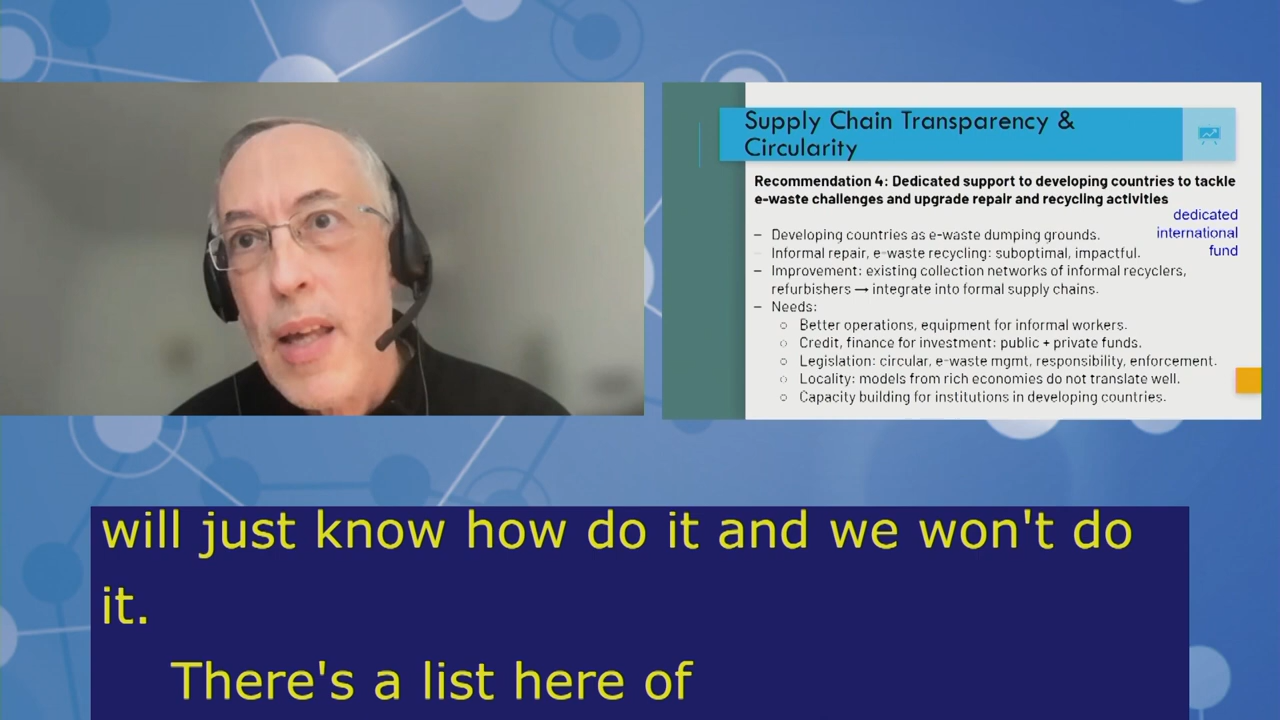 Supply Chain Transparency &
Circularity
Recommendation 4: Dedicated support to developing countries to tackle
e-waste challenges and upgrade repair and recycling activities
dedicated
international
fund
– Developing countries as e-waste dumping grounds.
– Informal repair, e-waste recycling: suboptimal, impactful.
– Improvement: existing collection networks of informal recyclers,
refurbishers → integrate into formal supply chains.
– Needs:
○ Better operations, equipment for informal workers.
○ Credit, finance for investment: public + private funds.
○ Legislation: circular, e-waste mgmt, responsibility, enforcement.
○ Locality: models from rich economies do not translate well.
○ Capacity building for institutions in developing countries.
will just know how do it and we won't do
it.
There's a list here of